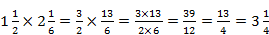 1 1/2 × 2 1/6 = 3/2 × 13/6 = 3×13/2×6 = 39/12 = 13/4 = 3 1/4